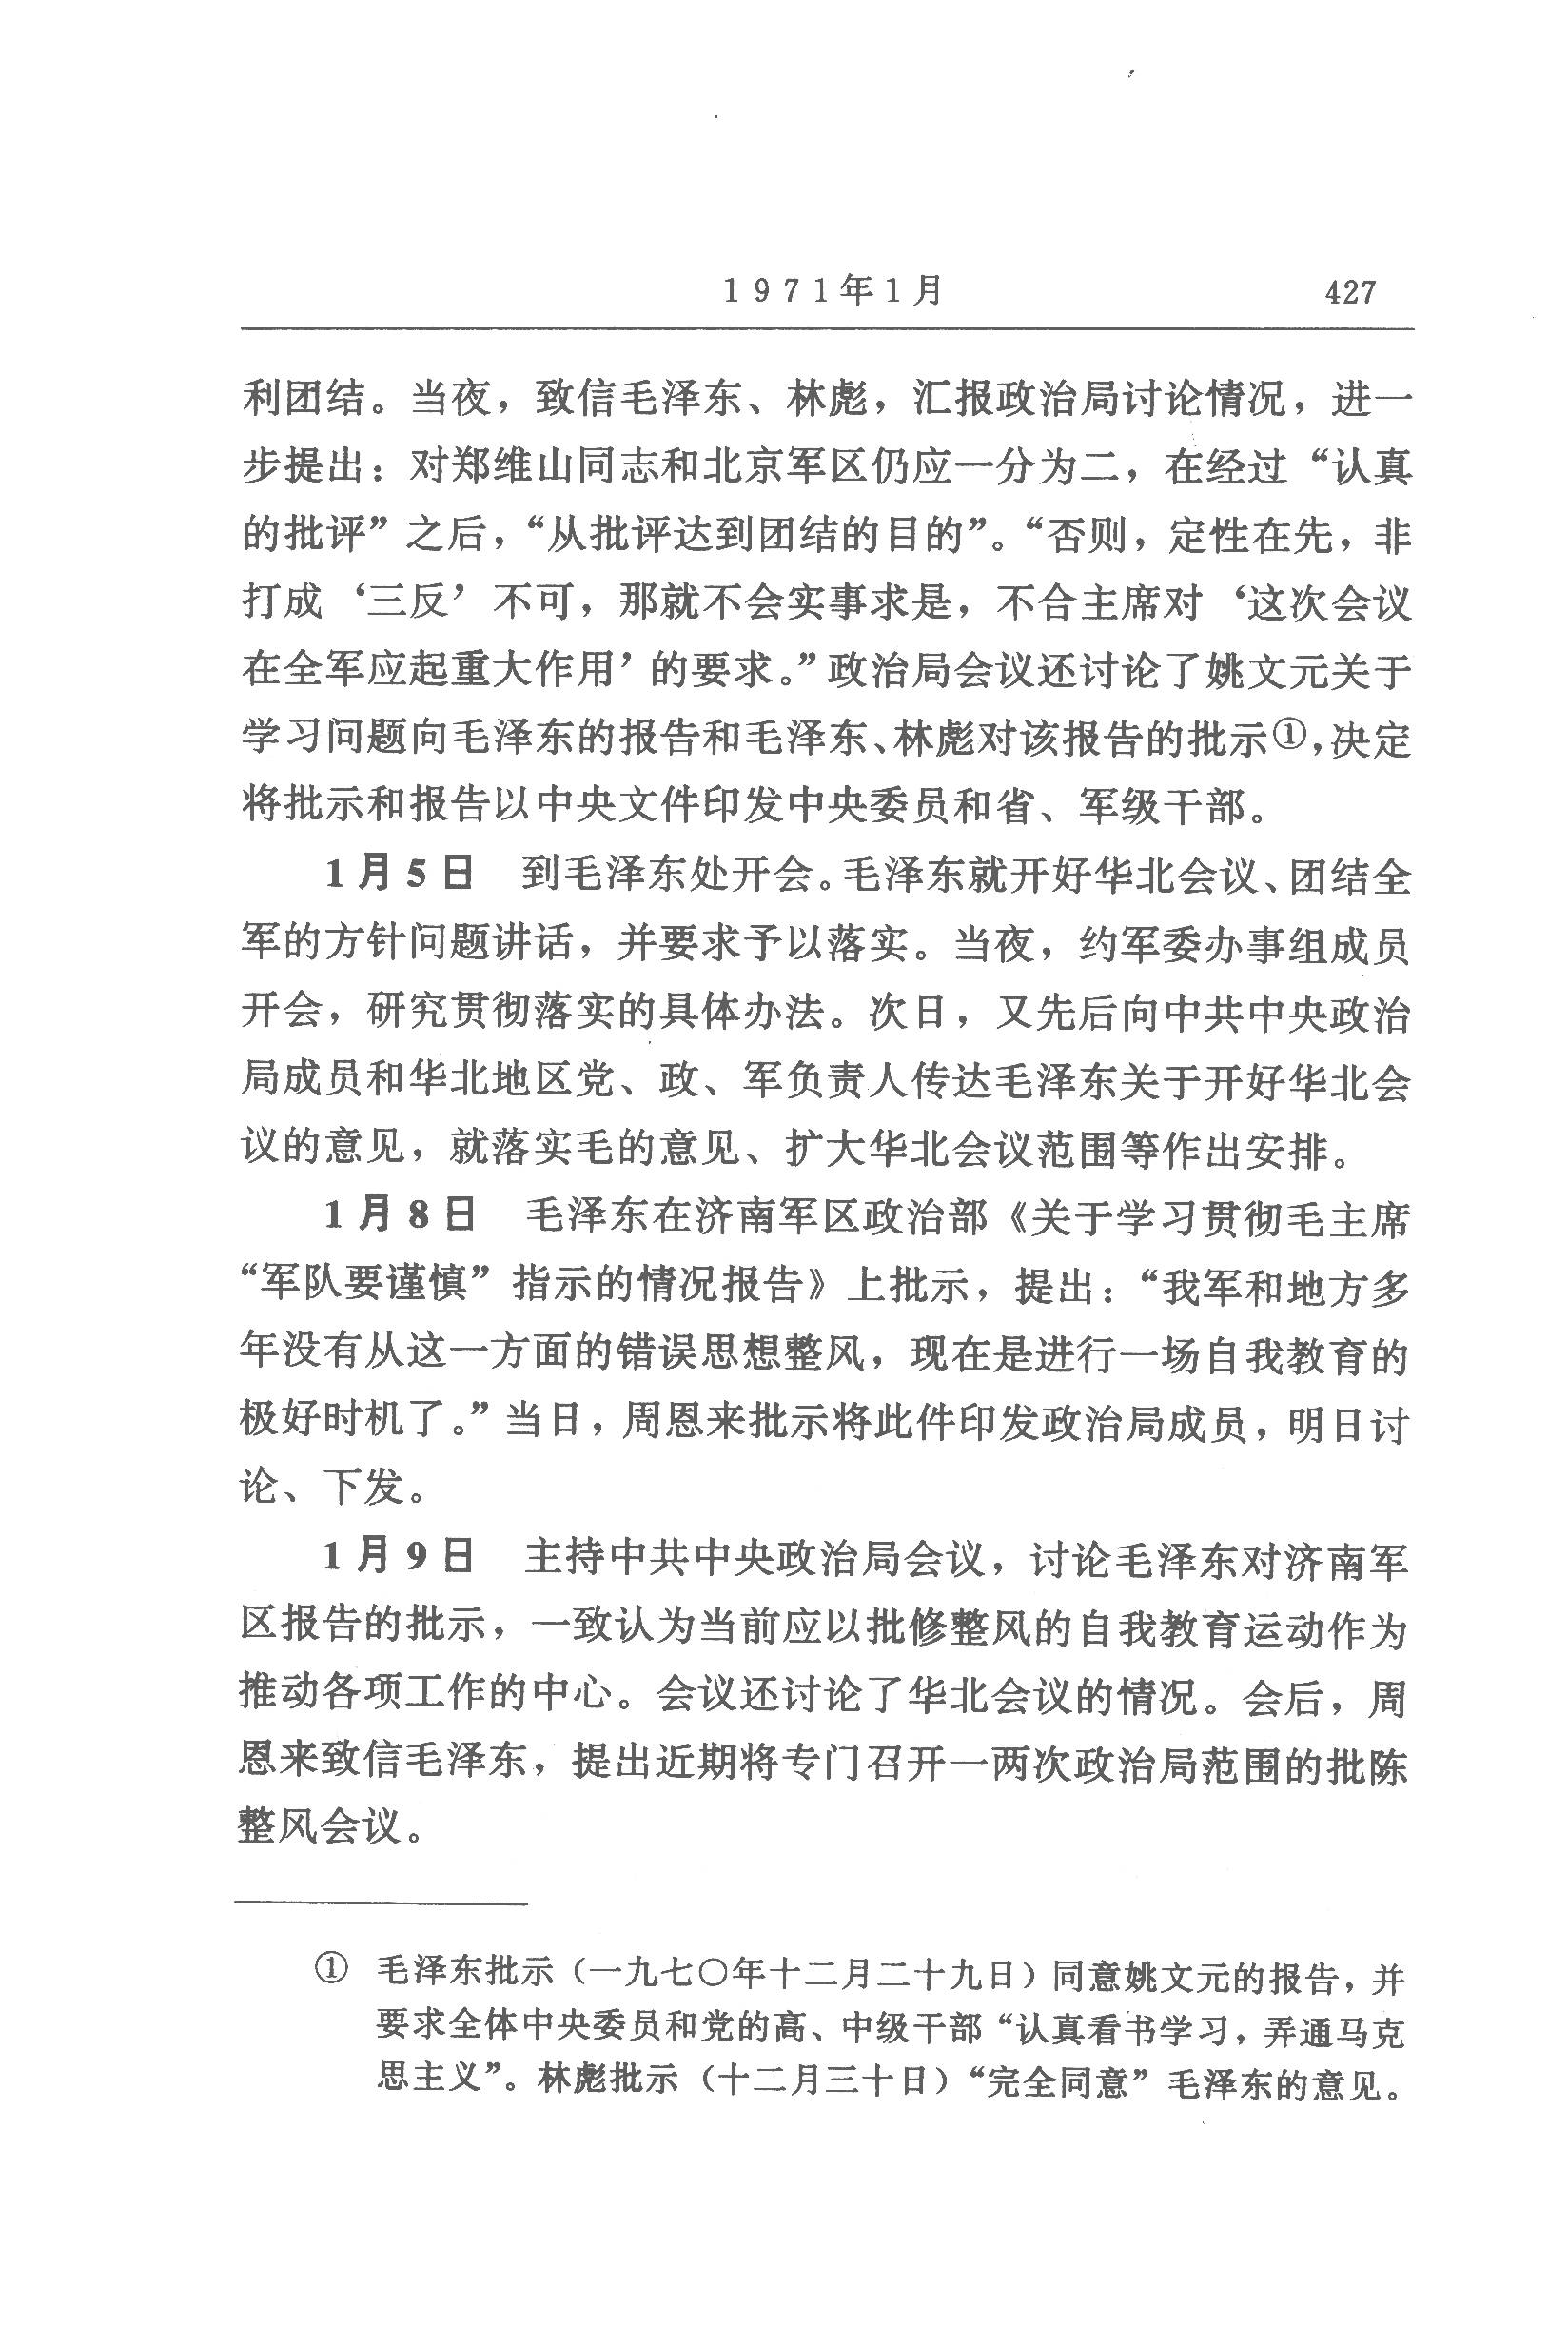 1971年1月 427
利团结。当夜，致信毛泽东、林彪，汇报政治局讨论情况，进一
步提出：对郑维山同志和北京军区仍应一分为二，在经过“认真
的批评”之后，“从批评达到团结的目的”。“否则，定性在先，非
打成‘三反’不可，那就不会实事求是，不合主席对‘这次会议
在全军应起重大作用’的要求。”政治局会议还讨论了姚文元关于
学习问题向毛泽东的报告和毛泽东、林彪对该报告的批示①，决定
将批示和报告以中央文件印发中央委员和省、军级干部。
1月5日 到毛泽东处开会。毛泽东就开好华北会议、团结全
军的方针问题讲话，并要求予以落实。当夜，约军委办事组成员
开会，研究贯彻落实的具体办法。次日，又先后向中共中央政治
局成员和华北地区党、政、军负责人传达毛泽东关于开好华北会
议的意见，就落实毛的意见、扩大华北会议范围等作出安排。
1月8日 毛泽东在济南军区政治部《关于学习贯彻毛主席
“军队要谨慎”指示的情况报告》上批示，提出：“我军和地方多
年没有从这一方面的错误思想整风，现在是进行一场自我教育的
极好时机了。”当日，周恩来批示将此件印发政治局成员，明日讨
论、下发。
1月9日 主持中共中央政治局会议，讨论毛泽东对济南军
区报告的批示，一致认为当前应以批修整风的自我教育运动作为
推动各项工作的中心。会议还讨论了华北会议的情况。会后，周
恩来致信毛泽东，提出近期将专门召开一两次政治局范围的批陈
整风会议。
① 毛泽东批示（一九七〇年十二月二十九日）同意姚文元的报告，并
要求全体中央委员和党的高、中级干部“认真看书学习，弄通马克
思主义”。林彪批示（十二月三十日）“完全同意”毛泽东的意见。